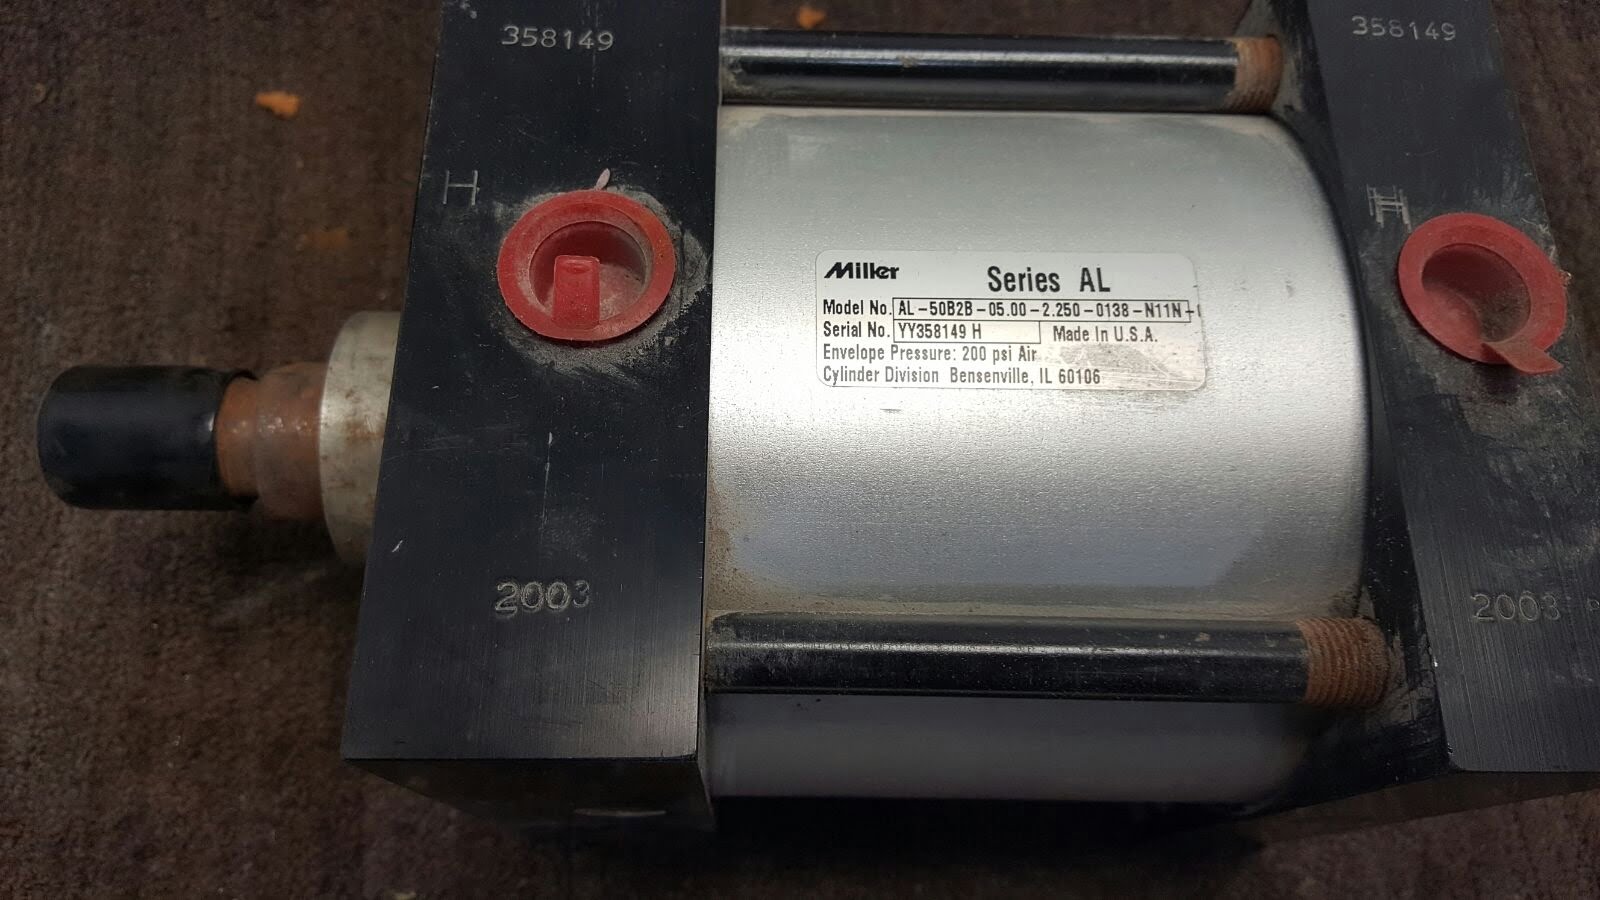 358149
358149
H
H
Miller
Series AL
Model No. AL-50B2B-05.00-2.250-0138-N11N-
Serial No. YY358149 H Made In U.S.A.
Envelope Pressure: 200 psi Air
Cylinder Division Bensenville, IL 60106
2003
2003